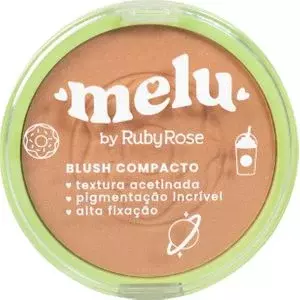 melu
by RubyRose
BLUSH COMPACTO
♥ textura acetinada
♥ pigmentação incrível
♥ alta fixação